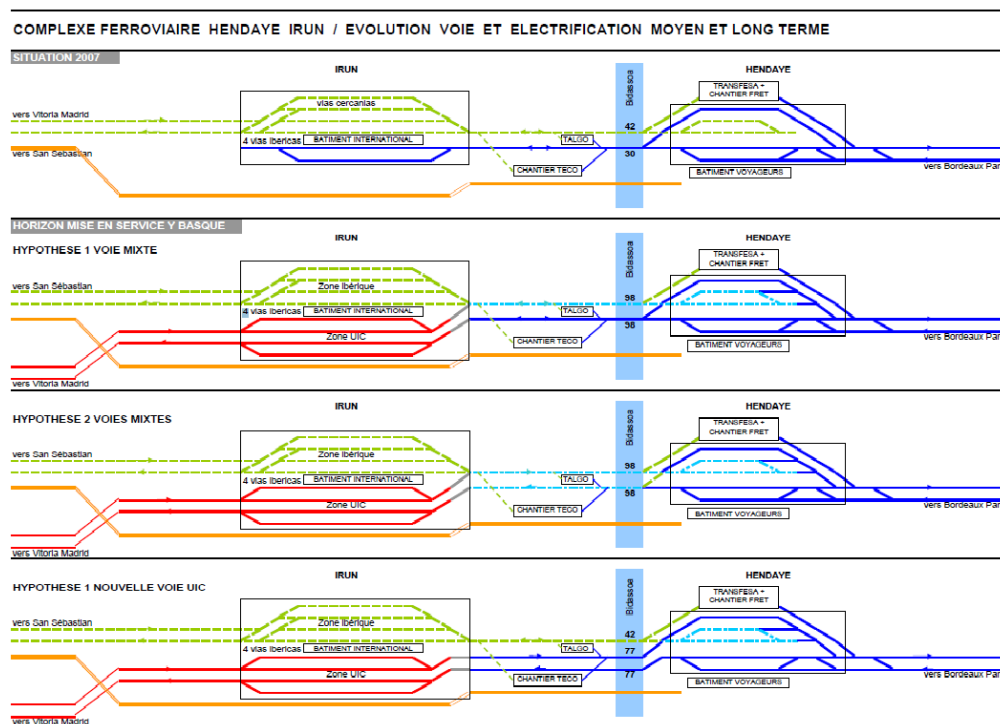 COMPLEXE FERROVIAIRE HENDAYE IRUN / EVOLUTION VOIE ET ELECTRIFICATION MOYEN ET LONG TERME
SITUATION 2007
IRUN
HENDAYE
Bidassoa
TRANSFESA +
CHANTIER FRET
vias cercanias
vers Vitoria Madrid
42
4 vias ibericas
BATIMENT INTERNATIONAL
TALGO
vers San Sébastian
30
CHANTIER TECO
BATIMENT VOYAGEURS
vers Bordeaux Par
HORIZON MISE EN SERVICE Y BASQUE
HYPOTHESE 1 VOIE MIXTE
IRUN
HENDAYE
Bidassoa
TRANSFESA +
CHANTIER FRET
vers San Sébastian
Zone Ibérique
98
4 vias ibericas
BATIMENT INTERNATIONAL
TALGO
38
Zone UIC
CHANTIER TECO
BATIMENT VOYAGEURS
vers Bordeaux Par
vers Vitoria Madrid
HYPOTHESE 2 VOIES MIXTES
IRUN
HENDAYE
Bidassoa
TRANSFESA +
CHANTIER FRET
vers San Sébastian
Zone Ibérique
98
4 vias ibericas
BATIMENT INTERNATIONAL
TALGO
58
Zone UIC
CHANTIER TECO
BATIMENT VOYAGEURS
vers Bordeaux Par
vers Vitoria Madrid
HYPOTHESE 1 NOUVELLE VOIE UIC
IRUN
HENDAYE
Bidassoa
TRANSFESA +
CHANTIER FRET
vers San Sébastian
Zone Ibérique
42
4 vias ibericas
BATIMENT INTERNATIONAL
TALGO
77
Zone UIC
77
CHANTIER TECO
BATIMENT VOYAGEURS
vers Bordeaux Par
vers Vitoria Madrid